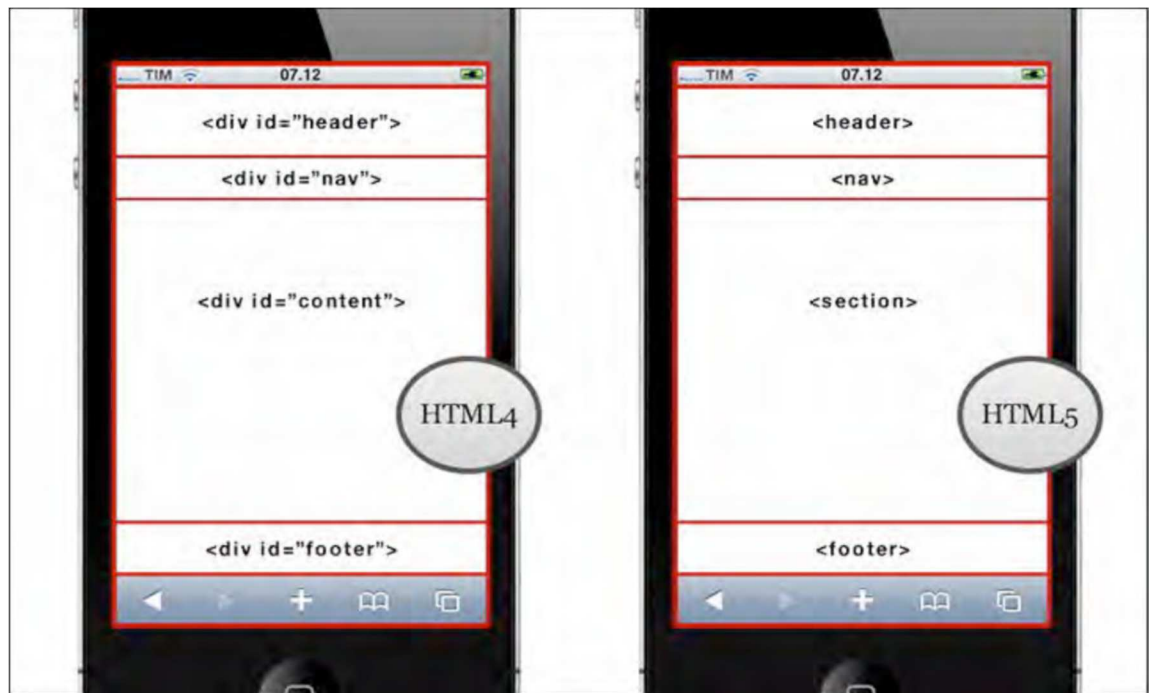 TIM 07.12
<div id="header">
<div id="nav">
<div id="content">
HTML4
<div id="footer">
TIM 07.12
<header>
<nav>
<section>
HTML5
<footer>